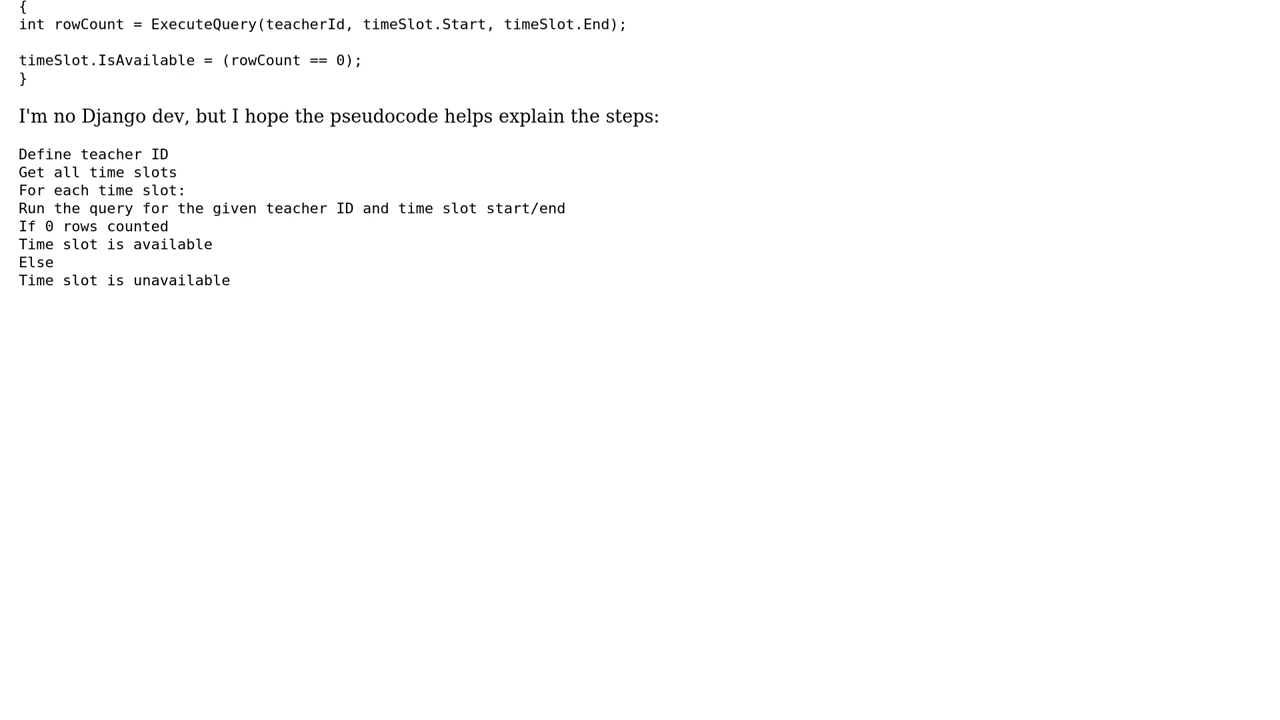 {
int rowCount = ExecuteQuery(teacherId, timeSlot.Start, timeSlot.End);
timeSlot.IsAvailable = (rowCount == 0);
}
I'm no Django dev, but I hope the pseudocode helps explain the steps:
Define teacher ID
Get all time slots
For each time slot:
Run the query for the given teacher ID and time slot start/end
If 0 rows counted
Time slot is available
Else
Time slot is unavailable